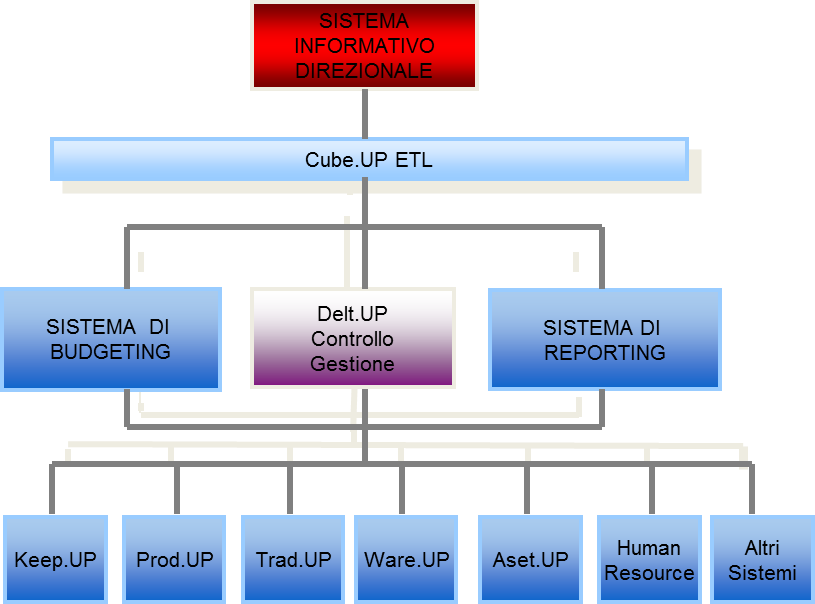 SISTEMA
INFORMATIVO
DIREZIONALE
Cube.UP ETL
SISTEMA DI
BUDGETING
Delt.UP
Controllo
Gestione
SISTEMA DI
REPORTING
Keep.UP
Prod.UP
Trad.UP
Ware.UP
Aset.UP
Human
Resource
Altri
Sistemi